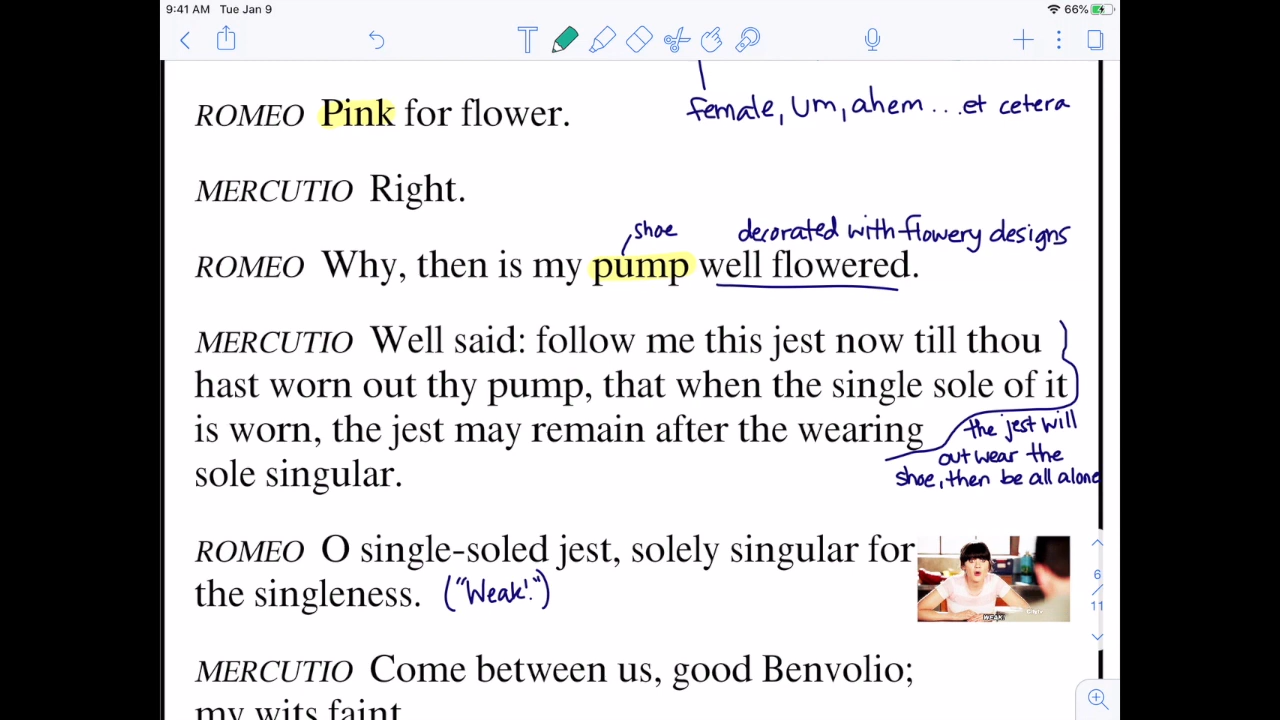 9:41 AM Tue Jan 9 66%
female, um, ahem ... et cetera
ROMEO Pink for flower.
MERCUTIO Right.
shoe decorated with flowery designs
ROMEO Why, then is my pump well flowered.
MERCUTIO Well said: follow me this jest now till thou
hast worn out thy pump, that when the single sole of it
is worn, the jest may remain after the wearing
sole singular.
the jest will
out wear the
shoe, then be all alone
ROMEO O single-soled jest, solely singular for
the singleness. ("Weak!")
WEAK!
6
11
MERCUTIO Come between us, good Benvolio;
my wits faint